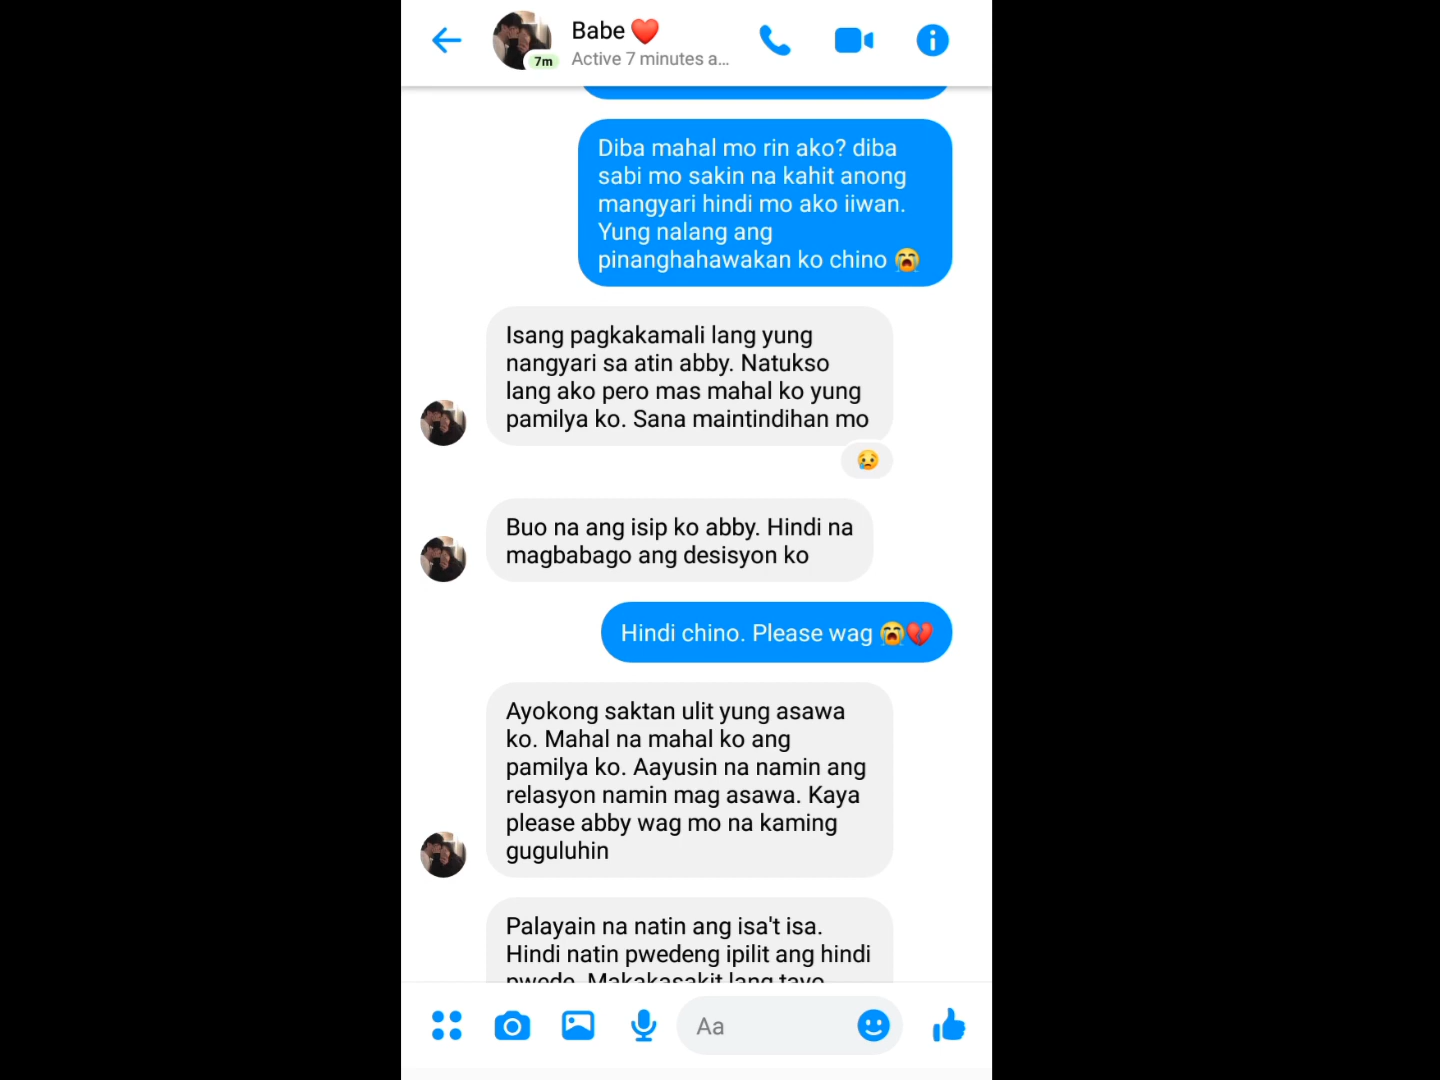 Babe ❤️
7m
Active 7 minutes a...
Diba mahal mo rin ako? diba
sabi mo sakin na kahit anong
mangyari hindi mo ako iiwan.
Yung nalang ang
pinanghahawakan ko chino 😭
Isang pagkakamali lang yung
nangyari sa atin abby. Natukso
lang ako pero mas mahal ko yung
pamilya ko. Sana maintindihan mo
😥
Buo na ang isip ko abby. Hindi na
magbabago ang desisyon ko
Hindi chino. Please wag 😭💔
Ayokong saktan ulit yung asawa
ko. Mahal na mahal ko ang
pamilya ko. Aayusin na namin ang
relasyon namin mag asawa. Kaya
please abby wag mo na kaming
guguluhin
Palayain na natin ang isa't isa.
Hindi natin pwedeng ipilit ang hindi
pwede. Makakasakit lang tayo
Aa